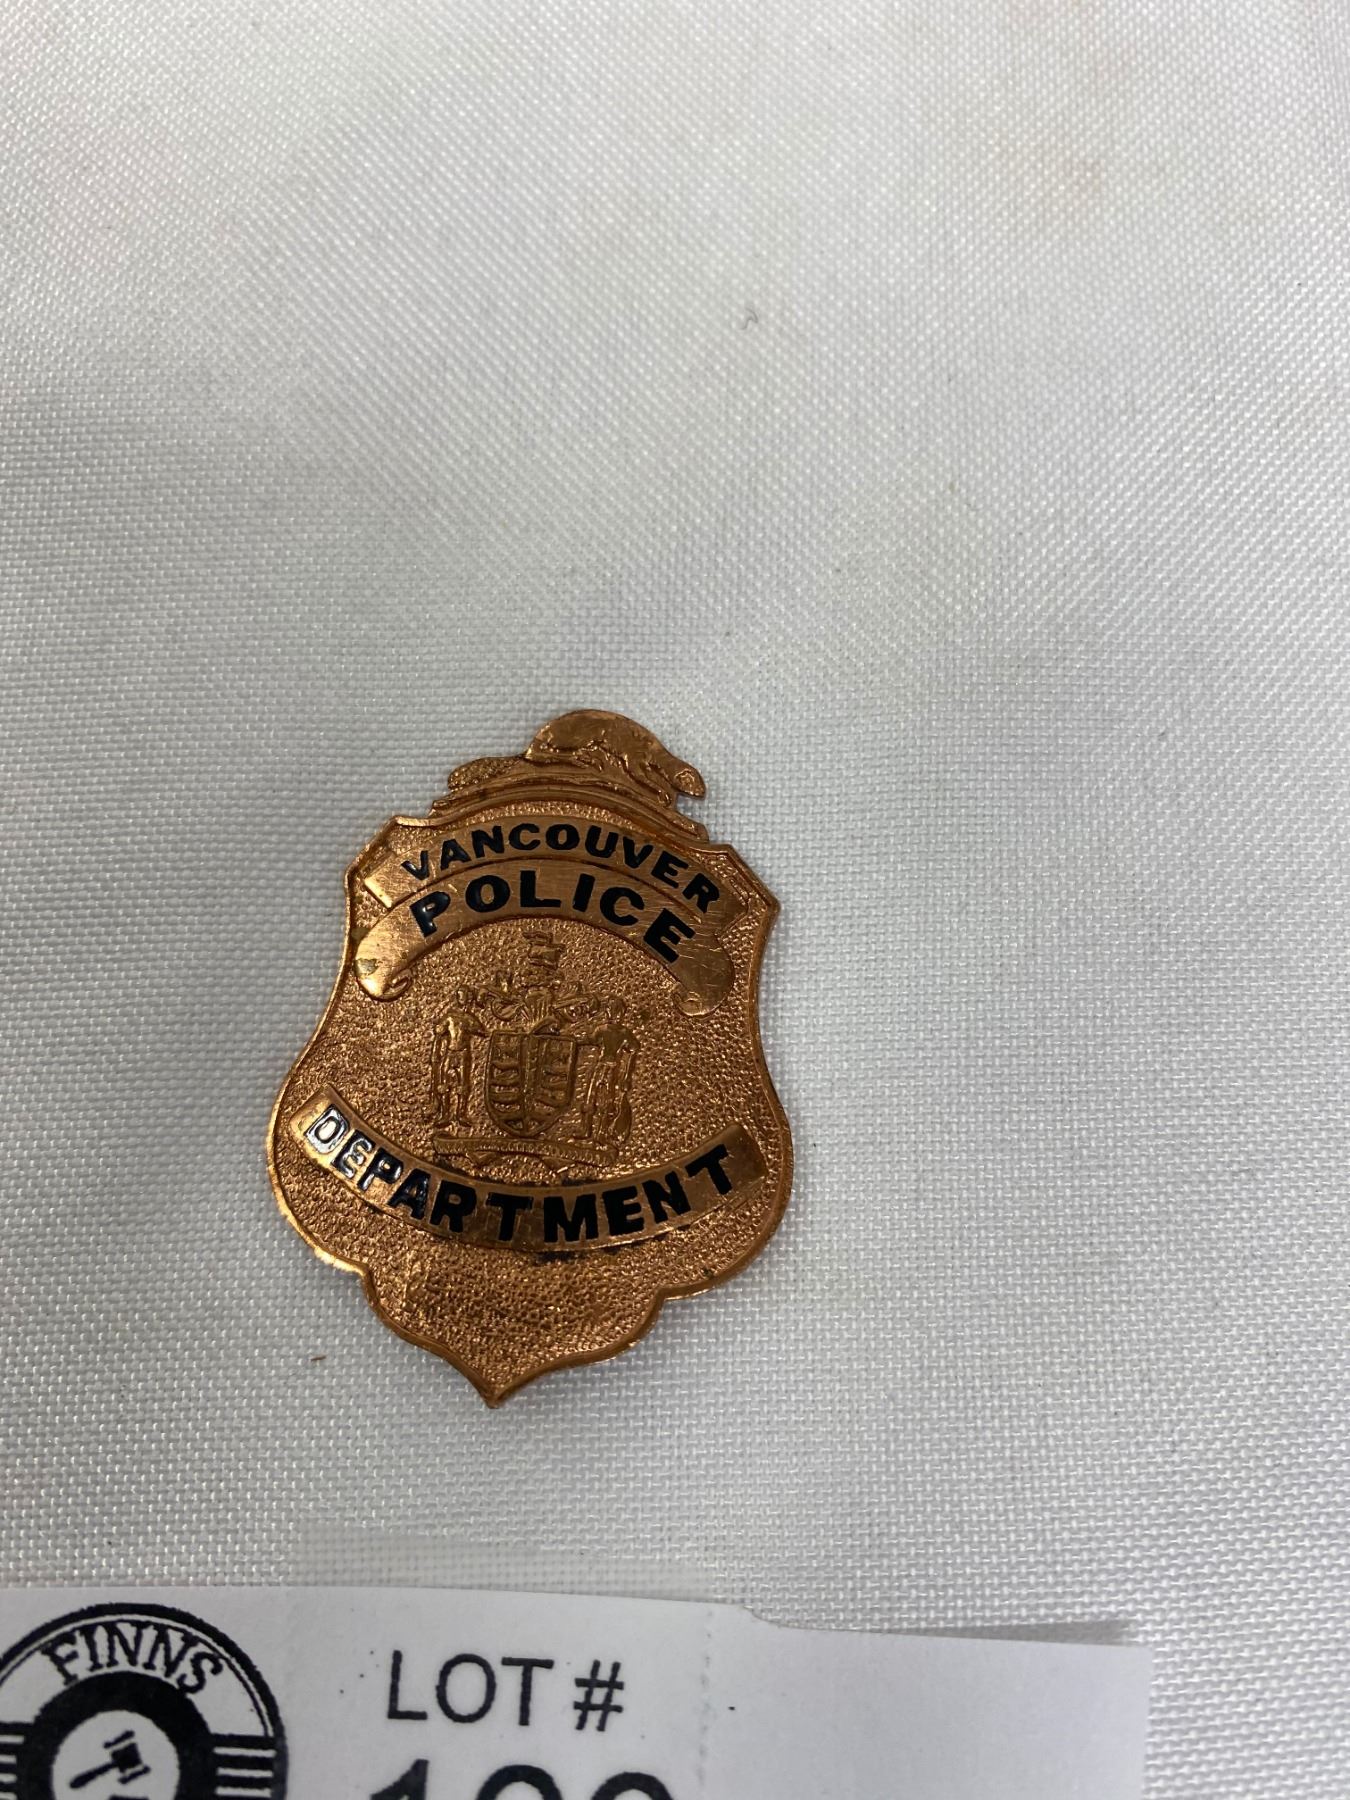 VANCOUVER
POLICE
DEPARTMENT
FINNS
LOT #